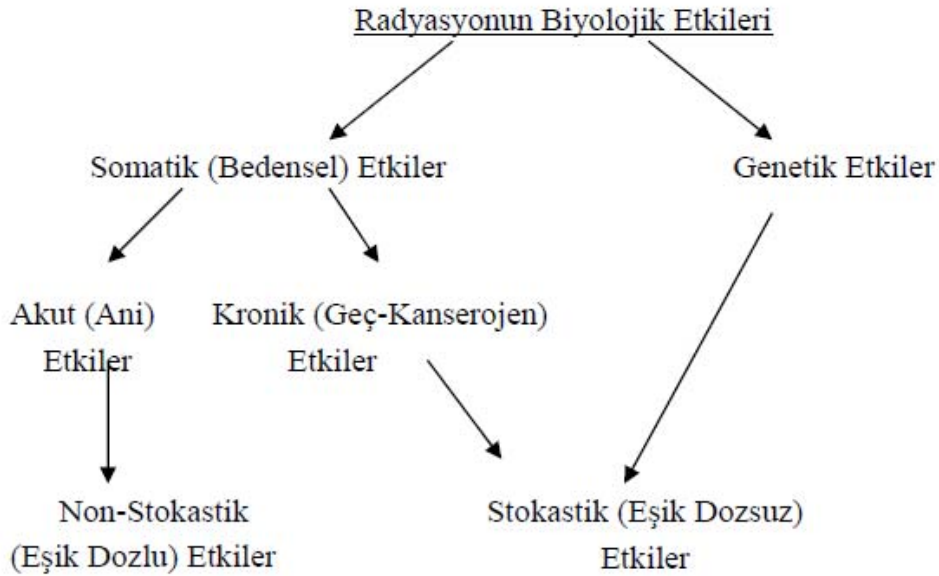 Radyasyonun Biyolojik Etkileri
Somatik (Bedensel) Etkiler
Genetik Etkiler
Akut (Ani)
Etkiler
Kronik (Geç-Kanserojen)
Etkiler
Non-Stokastik
(Eşik Dozlu) Etkiler
Stokastik (Eşik Dozsuz)
Etkiler